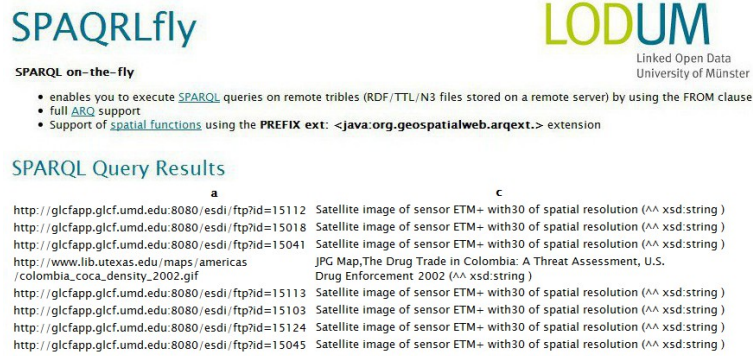 SPAQRLfly
LODUM
Linked Open Data
University of Münster
SPARQL on-the-fly
• enables you to execute SPARQL queries on remote tribles (RDF/TTL/N3 files stored on a remote server) by using the FROM clause
• full ARQ support
• Support of spatial functions using the PREFIX ext: <java:org.geospatialweb.arqext.> extension
SPARQL Query Results
a c
http://glcfapp.glcf.umd.edu:8080/esdi/ftp?id=15112 Satellite image of sensor ETM+ with30 of spatial resolution (^^ xsd:string )
http://glcfapp.glcf.umd.edu:8080/esdi/ftp?id=15018 Satellite image of sensor ETM+ with30 of spatial resolution (^^ xsd:string )
http://glcfapp.glcf.umd.edu:8080/esdi/ftp?id=15041 Satellite image of sensor ETM+ with30 of spatial resolution (^^ xsd:string )
http://www.lib.utexas.edu/maps/americas JPG Map,The Drug Trade in Colombia: A Threat Assessment, U.S.
/colombia_coca_density_2002.gif Drug Enforcement 2002 (^^ xsd:string )
http://glcfapp.glcf.umd.edu:8080/esdi/ftp?id=15113 Satellite image of sensor ETM+ with30 of spatial resolution (^^ xsd:string )
http://glcfapp.glcf.umd.edu:8080/esdi/ftp?id=15103 Satellite image of sensor ETM+ with30 of spatial resolution (^^ xsd:string )
http://glcfapp.glcf.umd.edu:8080/esdi/ftp?id=15124 Satellite image of sensor ETM+ with30 of spatial resolution (^^ xsd:string )
http://glcfapp.glcf.umd.edu:8080/esdi/ftp?id=15045 Satellite image of sensor ETM+ with30 of spatial resolution (^^ xsd:string )